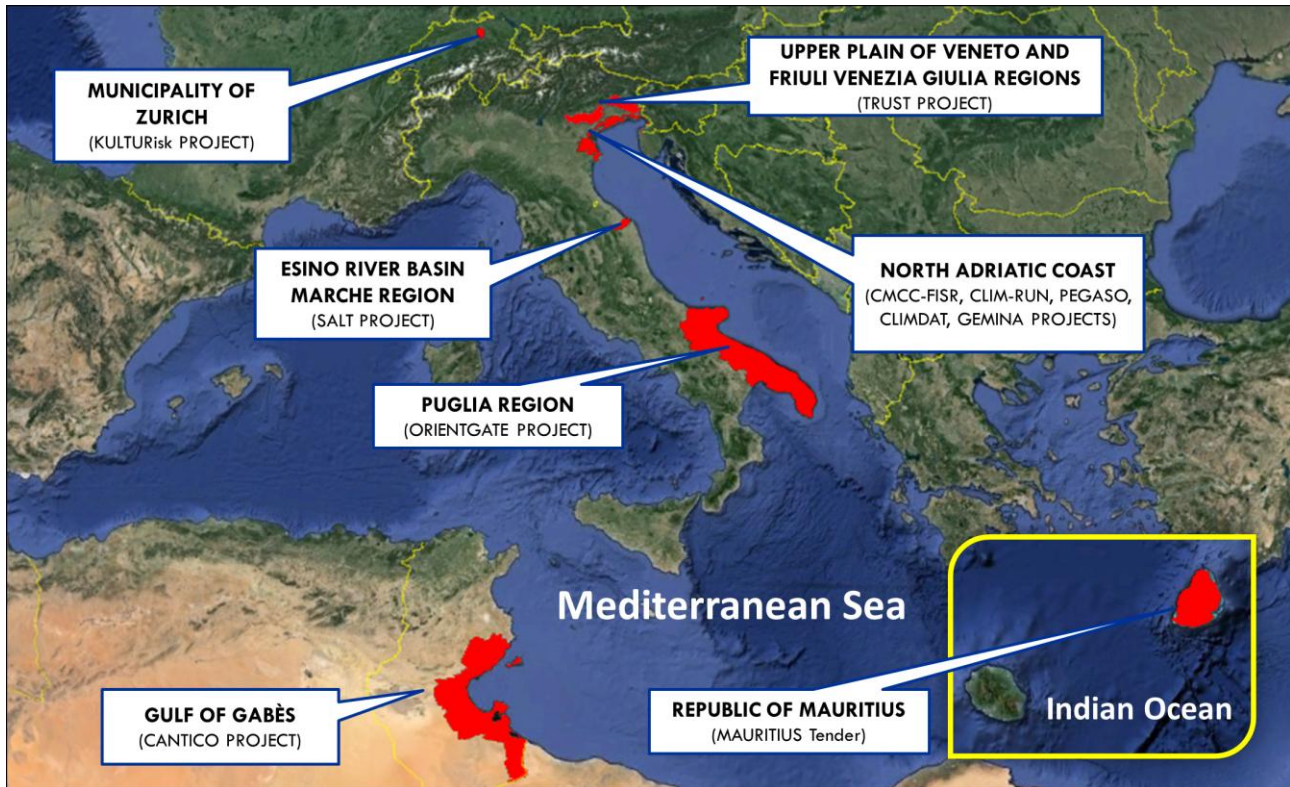 UPPER PLAIN OF VENETO AND
FRIULI VENEZIA GIULIA REGIONS
(TRUST PROJECT)
MUNICIPALITY OF
ZURICH
(KULTURisk PROJECT)
ESINO RIVER BASIN
MARCHE REGION
(SALT PROJECT)
NORTH ADRIATIC COAST
(CMCC-FISR, CLIM-RUN, PEGASO,
CLIMDAT, GEMINA PROJECTS)
PUGLIA REGION
(ORIENTGATE PROJECT)
Mediterranean Sea
GULF OF GABÈS
(CANTICO PROJECT)
REPUBLIC OF MAURITIUS
(MAURITIUS Tender)
Indian Ocean